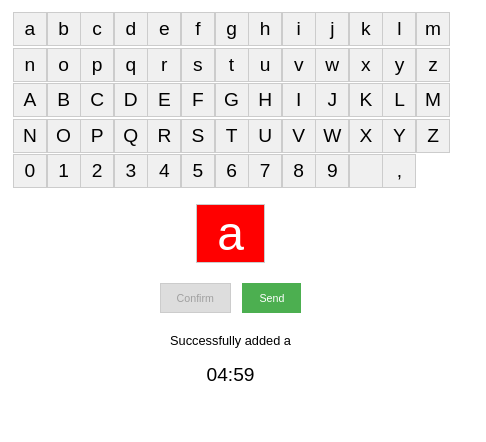 a b c d e f g h i j k l m
n o p q r s t u v w x y z
A B C D E F G H I J K L M
N O P Q R S T U V W X Y Z
0 1 2 3 4 5 6 7 8 9 ,
a
Confirm Send
Successfully added a
04:59